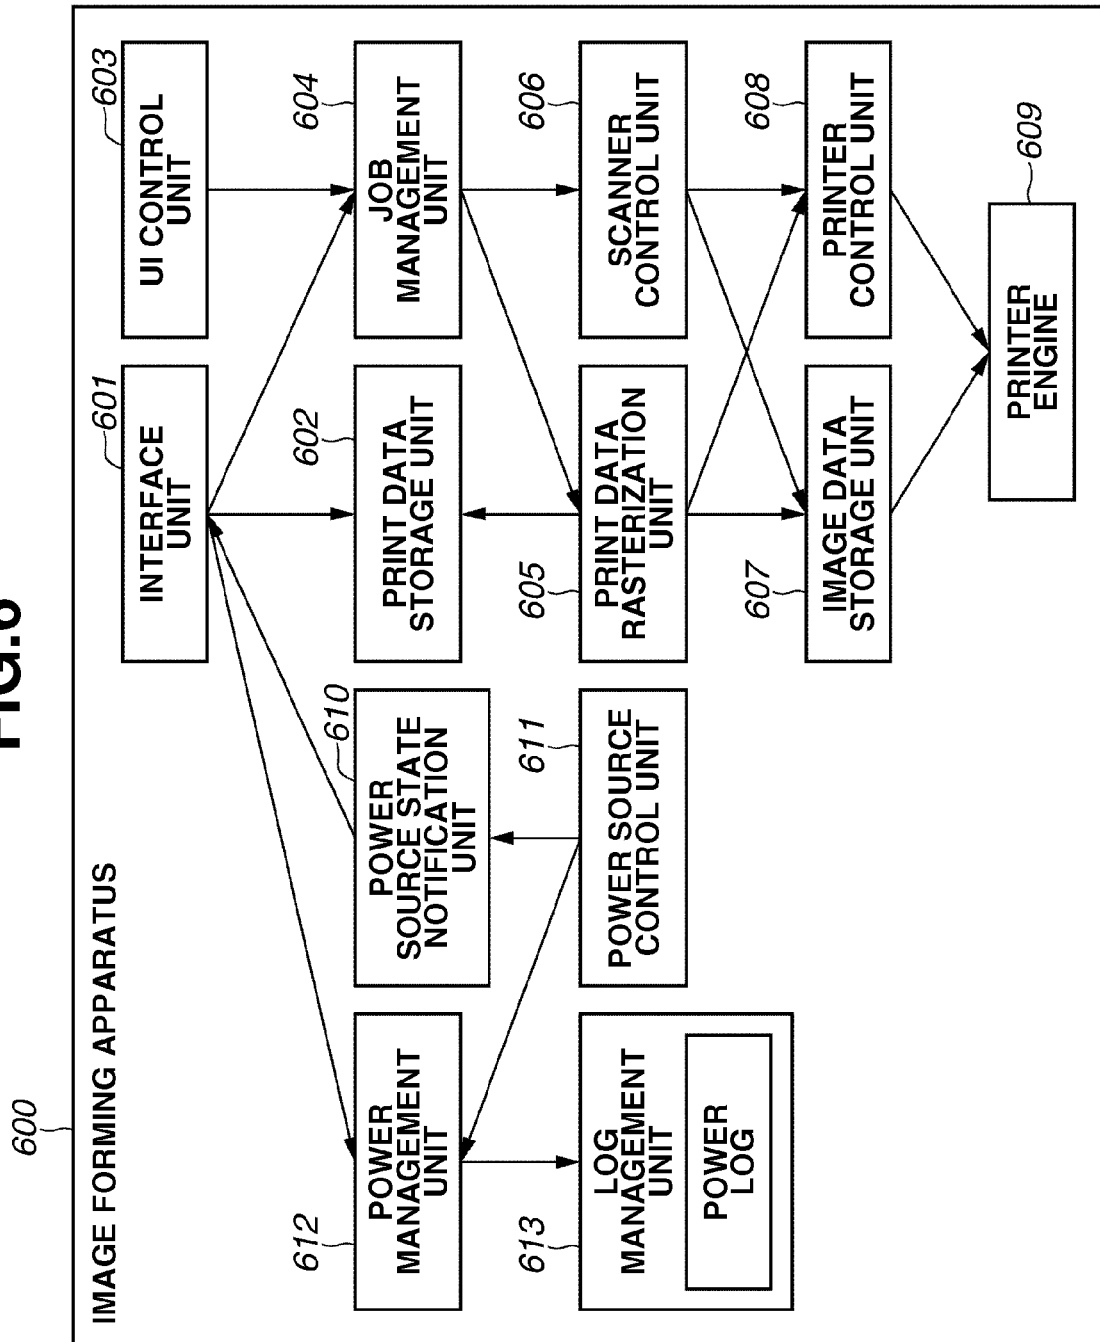 FIG.6
600
IMAGE FORMING APPARATUS
601
INTERFACE
UNIT
603
UI CONTROL
UNIT
612
POWER
MANAGEMENT
UNIT
610
POWER
SOURCE STATE
NOTIFICATION
UNIT
602
PRINT DATA
STORAGE UNIT
604
JOB
MANAGEMENT
UNIT
613
LOG
MANAGEMENT
UNIT
POWER
LOG
611
POWER SOURCE
CONTROL UNIT
605
PRINT DATA
RASTERIZATION
UNIT
606
SCANNER
CONTROL UNIT
607
IMAGE DATA
STORAGE UNIT
608
PRINTER
CONTROL UNIT
609
PRINTER
ENGINE